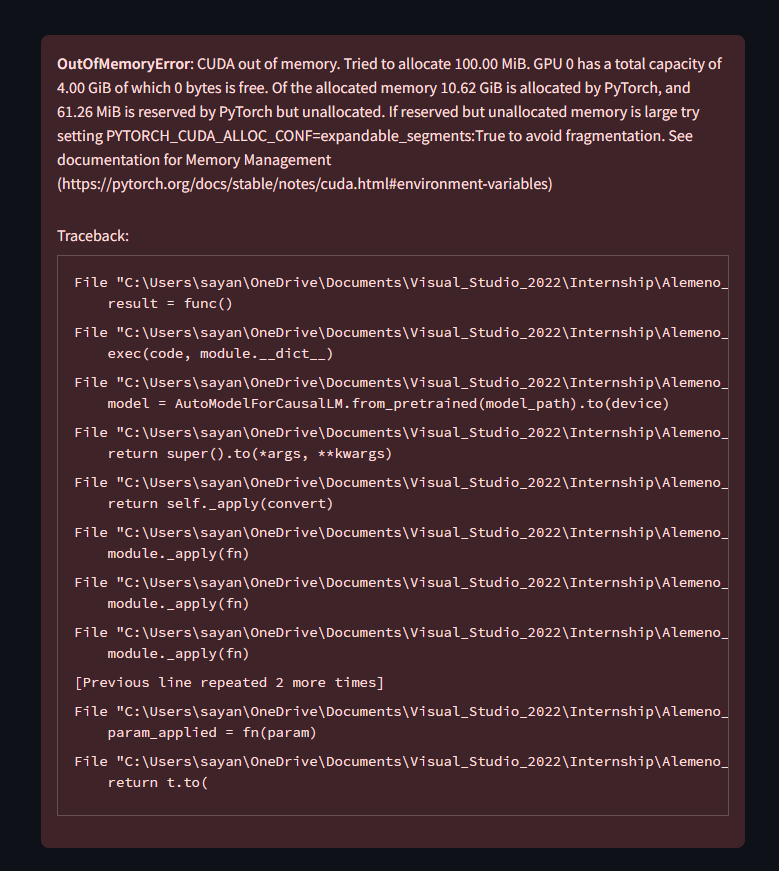 OutOfMemoryError: CUDA out of memory. Tried to allocate 100.00 MiB. GPU 0 has a total capacity of
4.00 GiB of which 0 bytes is free. Of the allocated memory 10.62 GiB is allocated by PyTorch, and
61.26 MiB is reserved by PyTorch but unallocated. If reserved but unallocated memory is large try
setting PYTORCH_CUDA_ALLOC_CONF=expandable_segments:True to avoid fragmentation. See
documentation for Memory Management
(https://pytorch.org/docs/stable/notes/cuda.html#environment-variables)
Traceback:
File "C:\Users\sayan\OneDrive\Documents\Visual_Studio_2022\Internship\Alemeno_
result = func()
File "C:\Users\sayan\OneDrive\Documents\Visual_Studio_2022\Internship\Alemeno_
exec(code, module.__dict__)
File "C:\Users\sayan\OneDrive\Documents\Visual_Studio_2022\Internship\Alemeno_
model = AutoModelForCausalLM.from_pretrained(model_path).to(device)
File "C:\Users\sayan\OneDrive\Documents\Visual_Studio_2022\Internship\Alemeno_
return super().to(*args, **kwargs)
File "C:\Users\sayan\OneDrive\Documents\Visual_Studio_2022\Internship\Alemeno_
return self._apply(convert)
File "C:\Users\sayan\OneDrive\Documents\Visual_Studio_2022\Internship\Alemeno_
module._apply(fn)
File "C:\Users\sayan\OneDrive\Documents\Visual_Studio_2022\Internship\Alemeno_
module._apply(fn)
File "C:\Users\sayan\OneDrive\Documents\Visual_Studio_2022\Internship\Alemeno_
module._apply(fn)
[Previous line repeated 2 more times]
File "C:\Users\sayan\OneDrive\Documents\Visual_Studio_2022\Internship\Alemeno_
param_applied = fn(param)
File "C:\Users\sayan\OneDrive\Documents\Visual_Studio_2022\Internship\Alemeno_
return t.to(